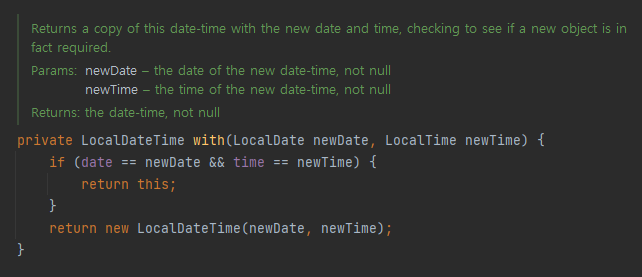 Returns a copy of this date-time with the new date and time, checking to see if a new object is in
fact required.
Params: newDate – the date of the new date-time, not null
newTime – the time of the new date-time, not null
Returns: the date-time, not null
private LocalDateTime with(LocalDate newDate, LocalTime newTime) {
    if (date == newDate && time == newTime) {
        return this;
    }
    return new LocalDateTime(newDate, newTime);
}